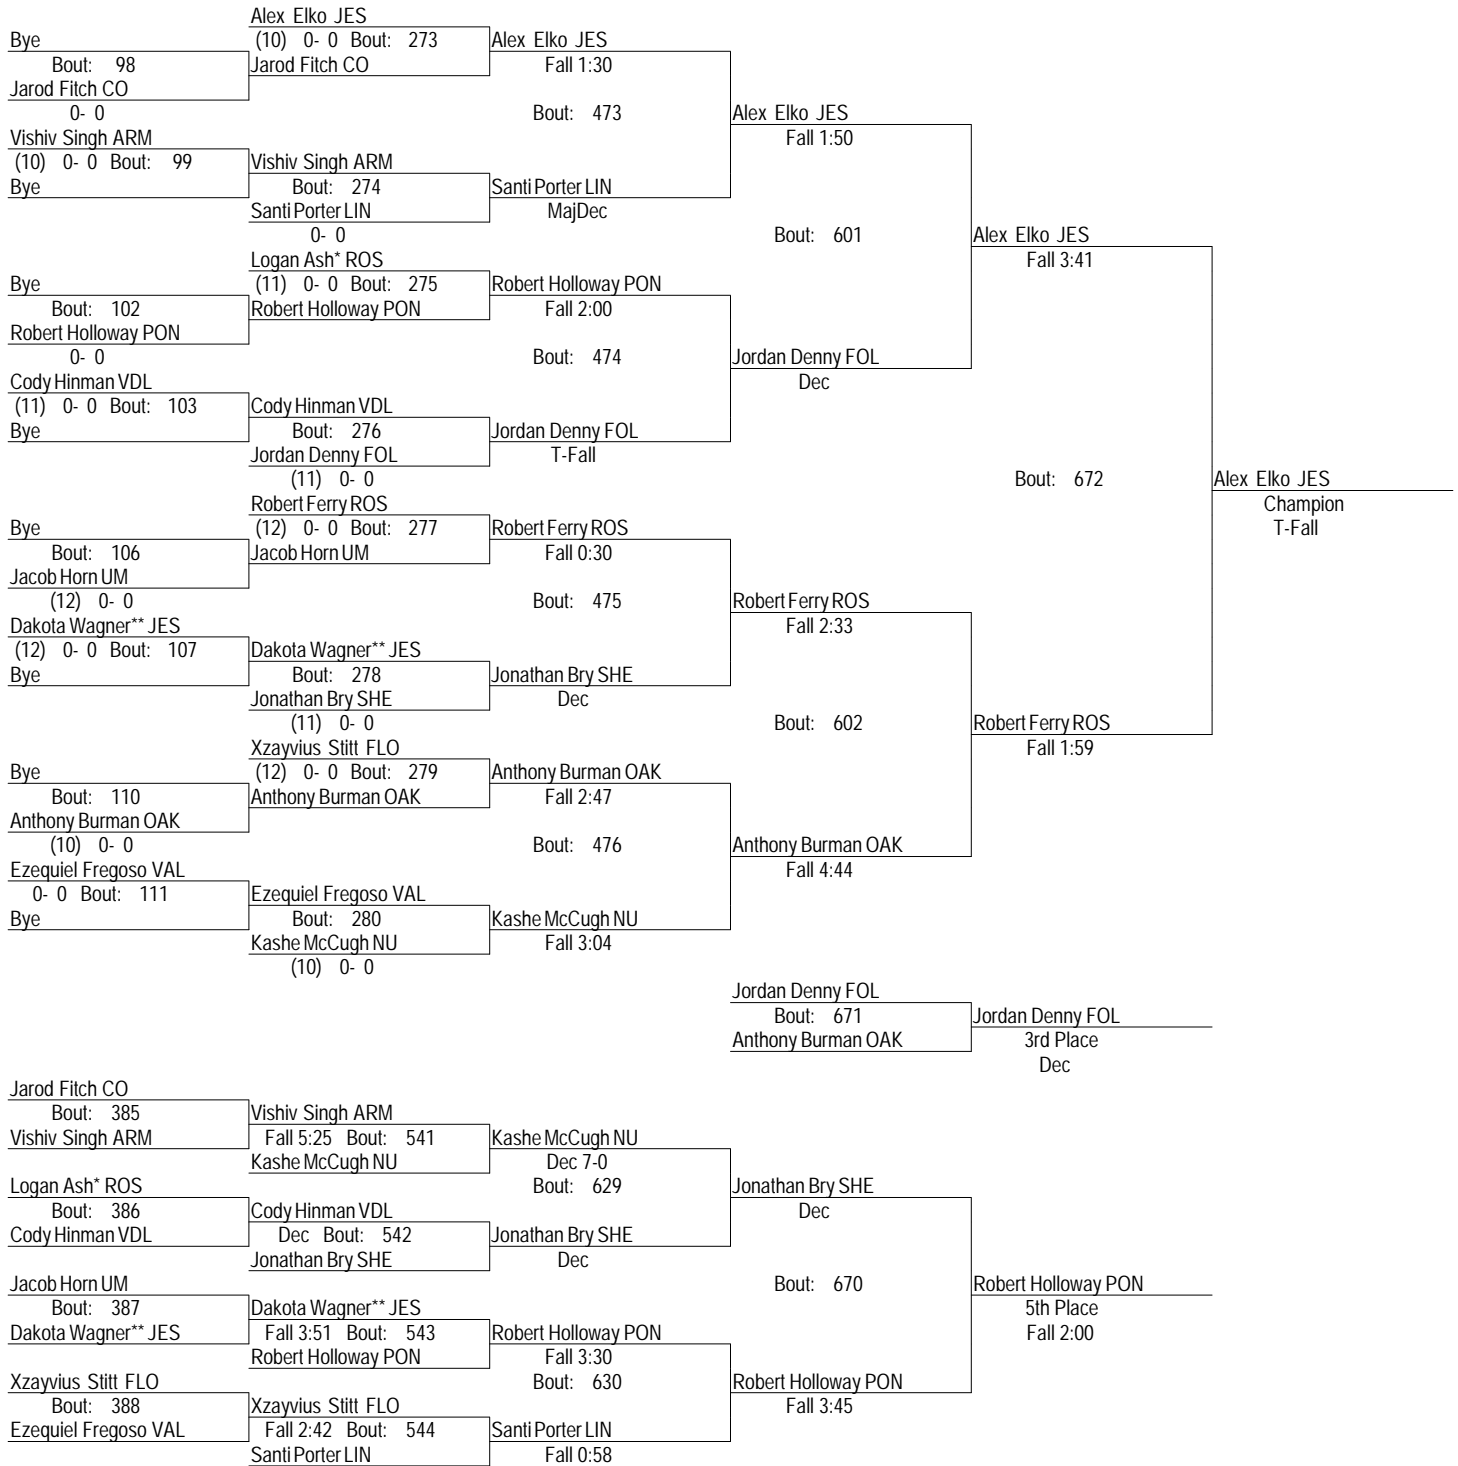 Alex Elko JES
Bye
(10) 0- 0 Bout: 273
Alex Elko JES
Bout: 98
Jarod Fitch CO
Fall 1:30
Jarod Fitch CO
0- 0
Bout: 473
Alex Elko JES
Vishiv Singh ARM
Fall 1:50
(10) 0- 0 Bout: 99
Vishiv Singh ARM
Bye
Bout: 274
Santi Porter LIN
Santi Porter LIN
MajDec
0- 0
Bout: 601
Alex Elko JES
Logan Ash* ROS
Fall 3:41
Bye
(11) 0- 0 Bout: 275
Robert Holloway PON
Bout: 102
Robert Holloway PON
Fall 2:00
Robert Holloway PON
0- 0
Bout: 474
Jordan Denny FOL
Cody Hinman VDL
Dec
(11) 0- 0 Bout: 103
Cody Hinman VDL
Bye
Bout: 276
Jordan Denny FOL
Jordan Denny FOL
T-Fall
(11) 0- 0
Bout: 672
Alex Elko JES
Robert Ferry ROS
Champion
Bye
(12) 0- 0 Bout: 277
Robert Ferry ROS
T-Fall
Bout: 106
Jacob Horn UM
Fall 0:30
Jacob Horn UM
(12) 0- 0
Bout: 475
Robert Ferry ROS
Dakota Wagner** JES
Fall 2:33
(12) 0- 0 Bout: 107
Dakota Wagner** JES
Bye
Bout: 278
Jonathan Bry SHE
Jonathan Bry SHE
Dec
(11) 0- 0
Bout: 602
Robert Ferry ROS
Xzayvius Stitt FLO
Fall 1:59
Bye
(12) 0- 0 Bout: 279
Anthony Burman OAK
Bout: 110
Anthony Burman OAK
Fall 2:47
Anthony Burman OAK
(10) 0- 0
Bout: 476
Anthony Burman OAK
Ezequiel Fregoso VAL
Fall 4:44
0- 0 Bout: 111
Ezequiel Fregoso VAL
Bye
Bout: 280
Kashe McCugh NU
Kashe McCugh NU
Fall 3:04
(10) 0- 0
Jordan Denny FOL
Bout: 671
Jordan Denny FOL
Anthony Burman OAK
3rd Place
Dec
Jarod Fitch CO
Bout: 385
Vishiv Singh ARM
Vishiv Singh ARM
Fall 5:25 Bout: 541
Kashe McCugh NU
Kashe McCugh NU
Dec 7-0
Logan Ash* ROS
Bout: 629
Jonathan Bry SHE
Bout: 386
Cody Hinman VDL
Dec
Cody Hinman VDL
Dec Bout: 542
Jonathan Bry SHE
Jonathan Bry SHE
Dec
Jacob Horn UM
Bout: 670
Robert Holloway PON
Bout: 387
Dakota Wagner** JES
5th Place
Dakota Wagner** JES
Fall 3:51 Bout: 543
Robert Holloway PON
Fall 2:00
Robert Holloway PON
Fall 3:30
Xzayvius Stitt FLO
Bout: 630
Robert Holloway PON
Bout: 388
Xzayvius Stitt FLO
Fall 3:45
Ezequiel Fregoso VAL
Fall 2:42 Bout: 544
Santi Porter LIN
Santi Porter LIN
Fall 0:58